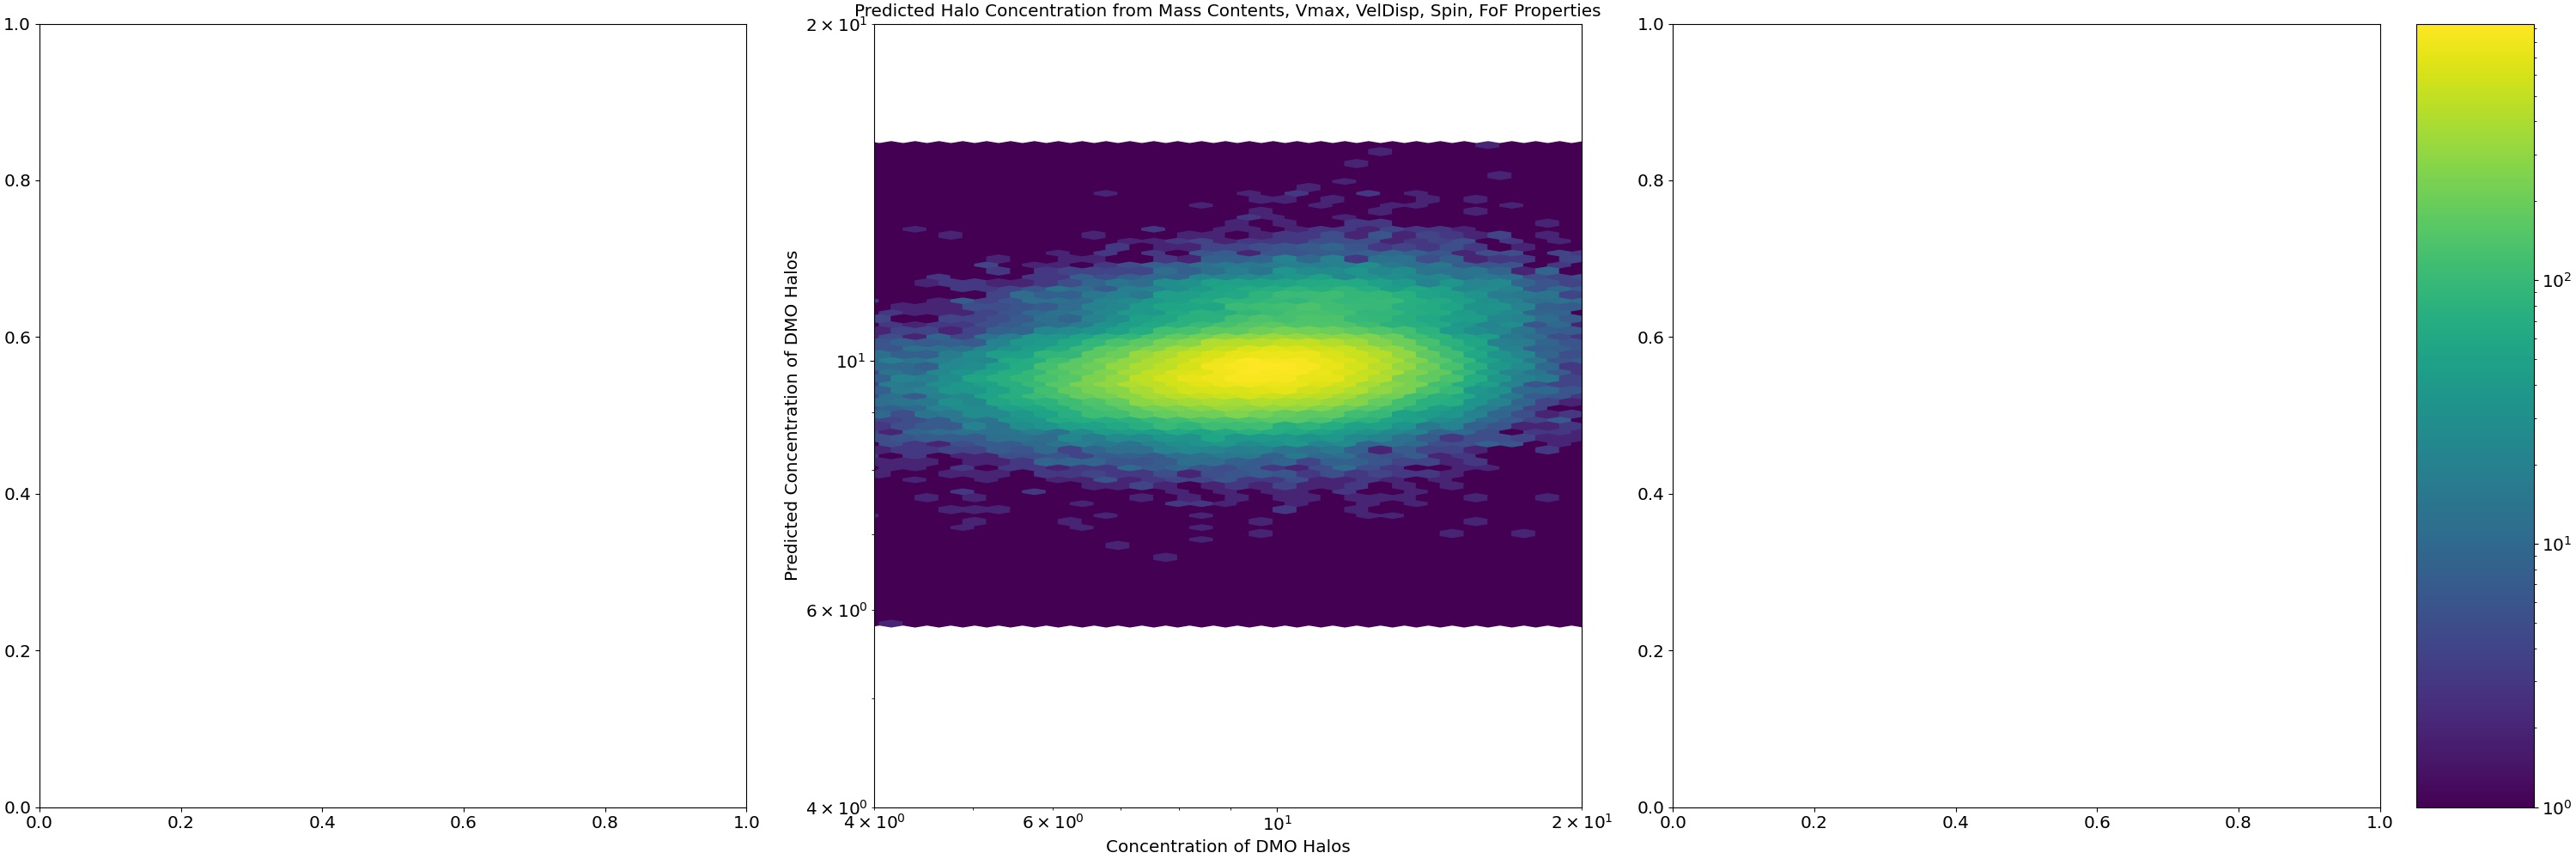 Predicted Halo Concentration from Mass Contents, Vmax, VelDisp, Spin, FoF Properties
1.0
0.8
0.6
0.4
0.2
0.0
0.0 0.2 0.4 0.6 0.8 1.0
Predicted Concentration of DMO Halos
2 × 10¹
10¹
6 × 10⁰
4 × 10⁰
4 × 10⁰ 6 × 10⁰ 10¹ 2 × 10¹
Concentration of DMO Halos
1.0
0.8
0.6
0.4
0.2
0.0
0.0 0.2 0.4 0.6 0.8 1.0
10²
10¹
10⁰